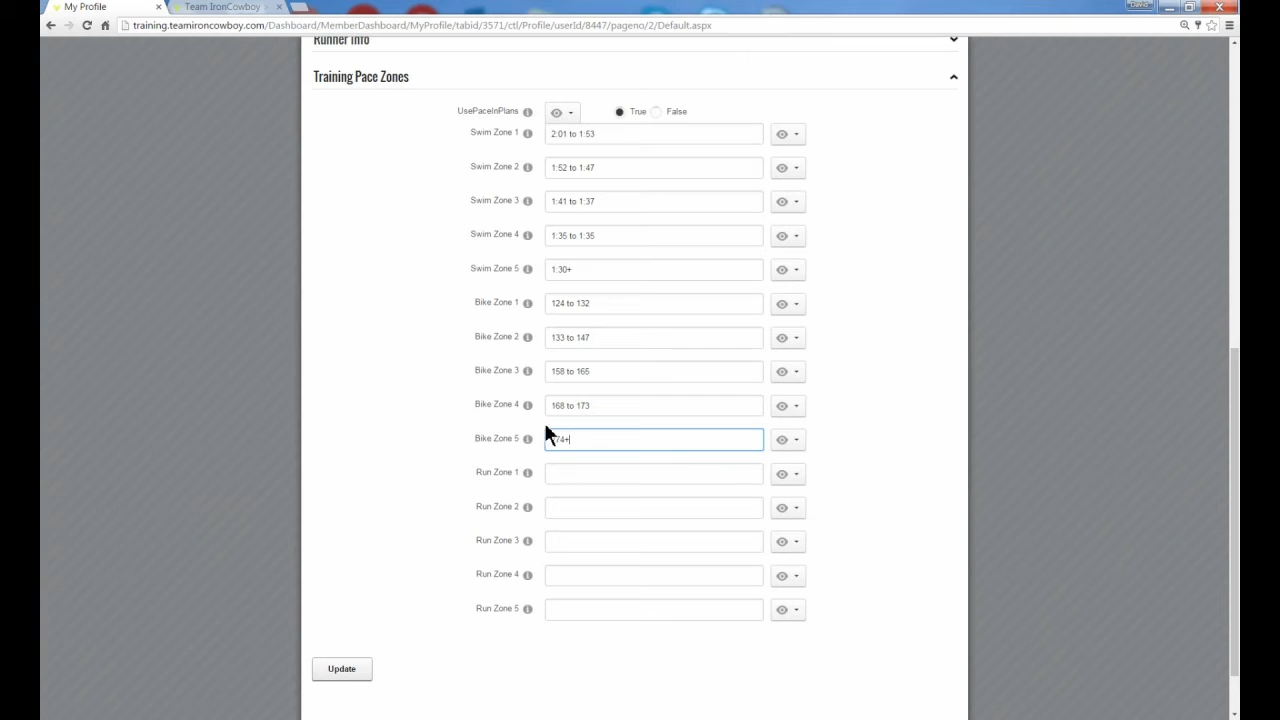 My Profile
Team IronCowboy
David
training.teamironcowboy.com/Dashboard/MemberDashboard/MyProfile/tabid/3571/ctl/Profile/userId/8447/pageno/2/Default.aspx
Runner Info
Training Pace Zones
UsePaceInPlans True False
Swim Zone 1 2:01 to 1:53
Swim Zone 2 1:52 to 1:47
Swim Zone 3 1:41 to 1:37
Swim Zone 4 1:35 to 1:35
Swim Zone 5 1:30+
Bike Zone 1 124 to 132
Bike Zone 2 133 to 147
Bike Zone 3 158 to 165
Bike Zone 4 168 to 173
Bike Zone 5 74+
Run Zone 1
Run Zone 2
Run Zone 3
Run Zone 4
Run Zone 5
Update